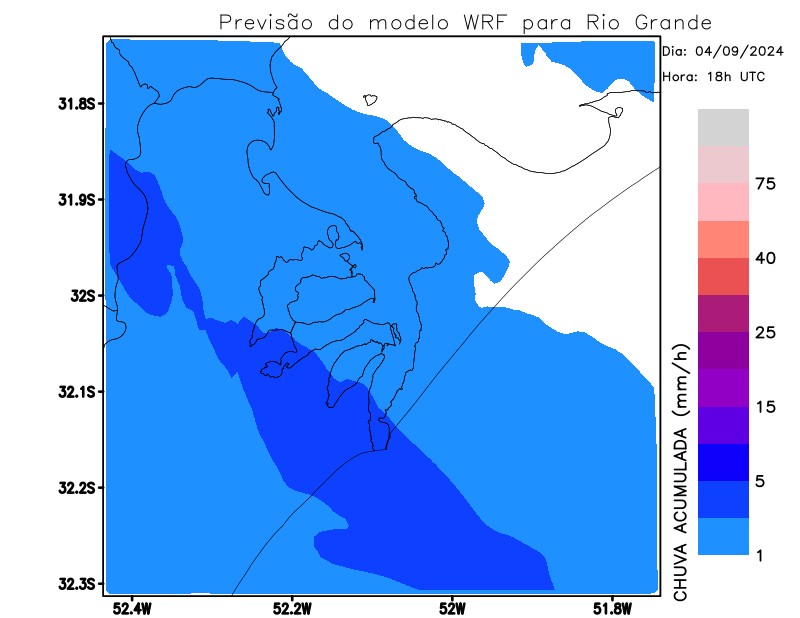 Previsão do modelo WRF para Rio Grande
Dia: 04/09/2024
Hora: 18h UTC
31.8S
31.9S
32S
32.1S
32.2S
32.3S
52.4W
52.2W
52W
51.8W
CHUVA ACUMULADA (mm/h)
75
40
25
15
5
1